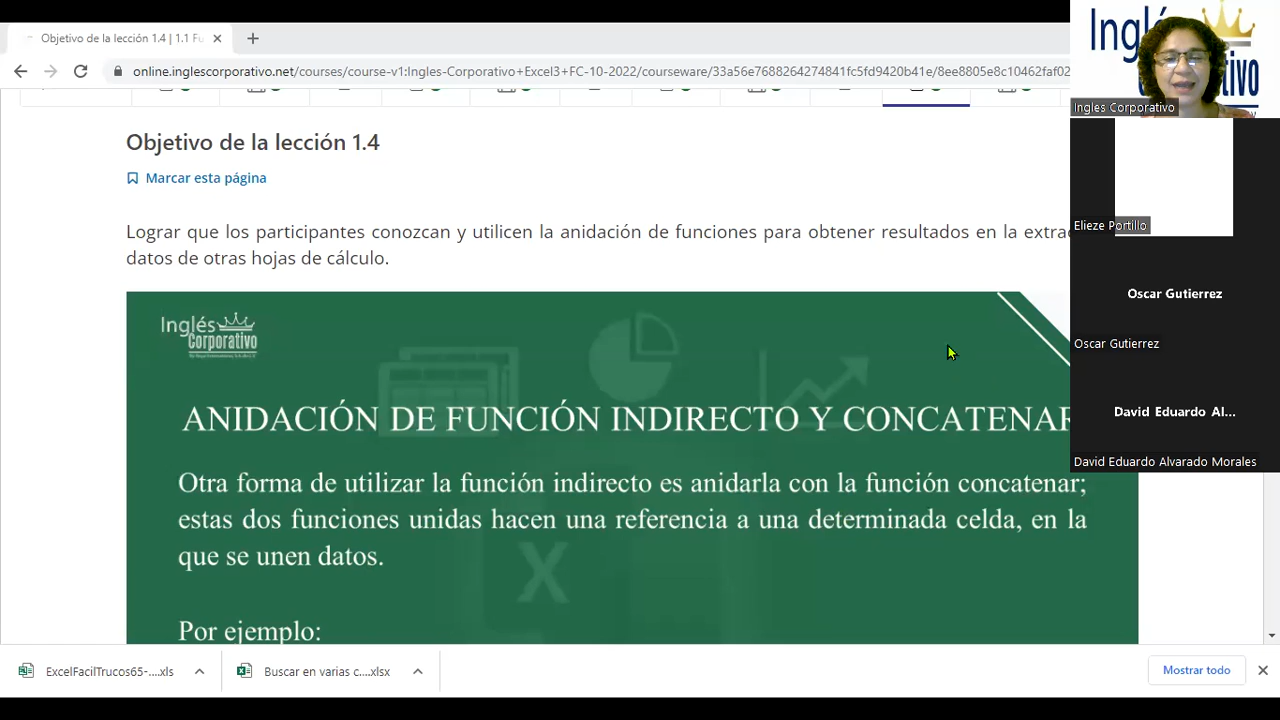 Objetivo de la lección 1.4 | 1.1 Fu
online.inglescorporativo.net/courses/course-v1:Ingles-Corporativo+Excel3+FC-10-2022/courseware/33a56e7688264274841fc5fd9420b41e/8ee8805e8c10462faf02
Objetivo de la lección 1.4
Marcar esta página
Lograr que los participantes conozcan y utilicen la anidación de funciones para obtener resultados en la extrac
datos de otras hojas de cálculo.
Inglés
Corporativo
ANIDACIÓN DE FUNCIÓN INDIRECTO Y CONCATENAR
Otra forma de utilizar la función indirecto es anidarla con la función concatenar;
estas dos funciones unidas hacen una referencia a una determinada celda, en la
que se unen datos.
Por ejemplo:
ExcelFacilTrucos65-....xls
Buscar en varias c....xlsx
Mostrar todo
Ingles Corporativo
Elieze Portillo
Oscar Gutierrez
Oscar Gutierrez
David Eduardo Al...
David Eduardo Alvarado Morales